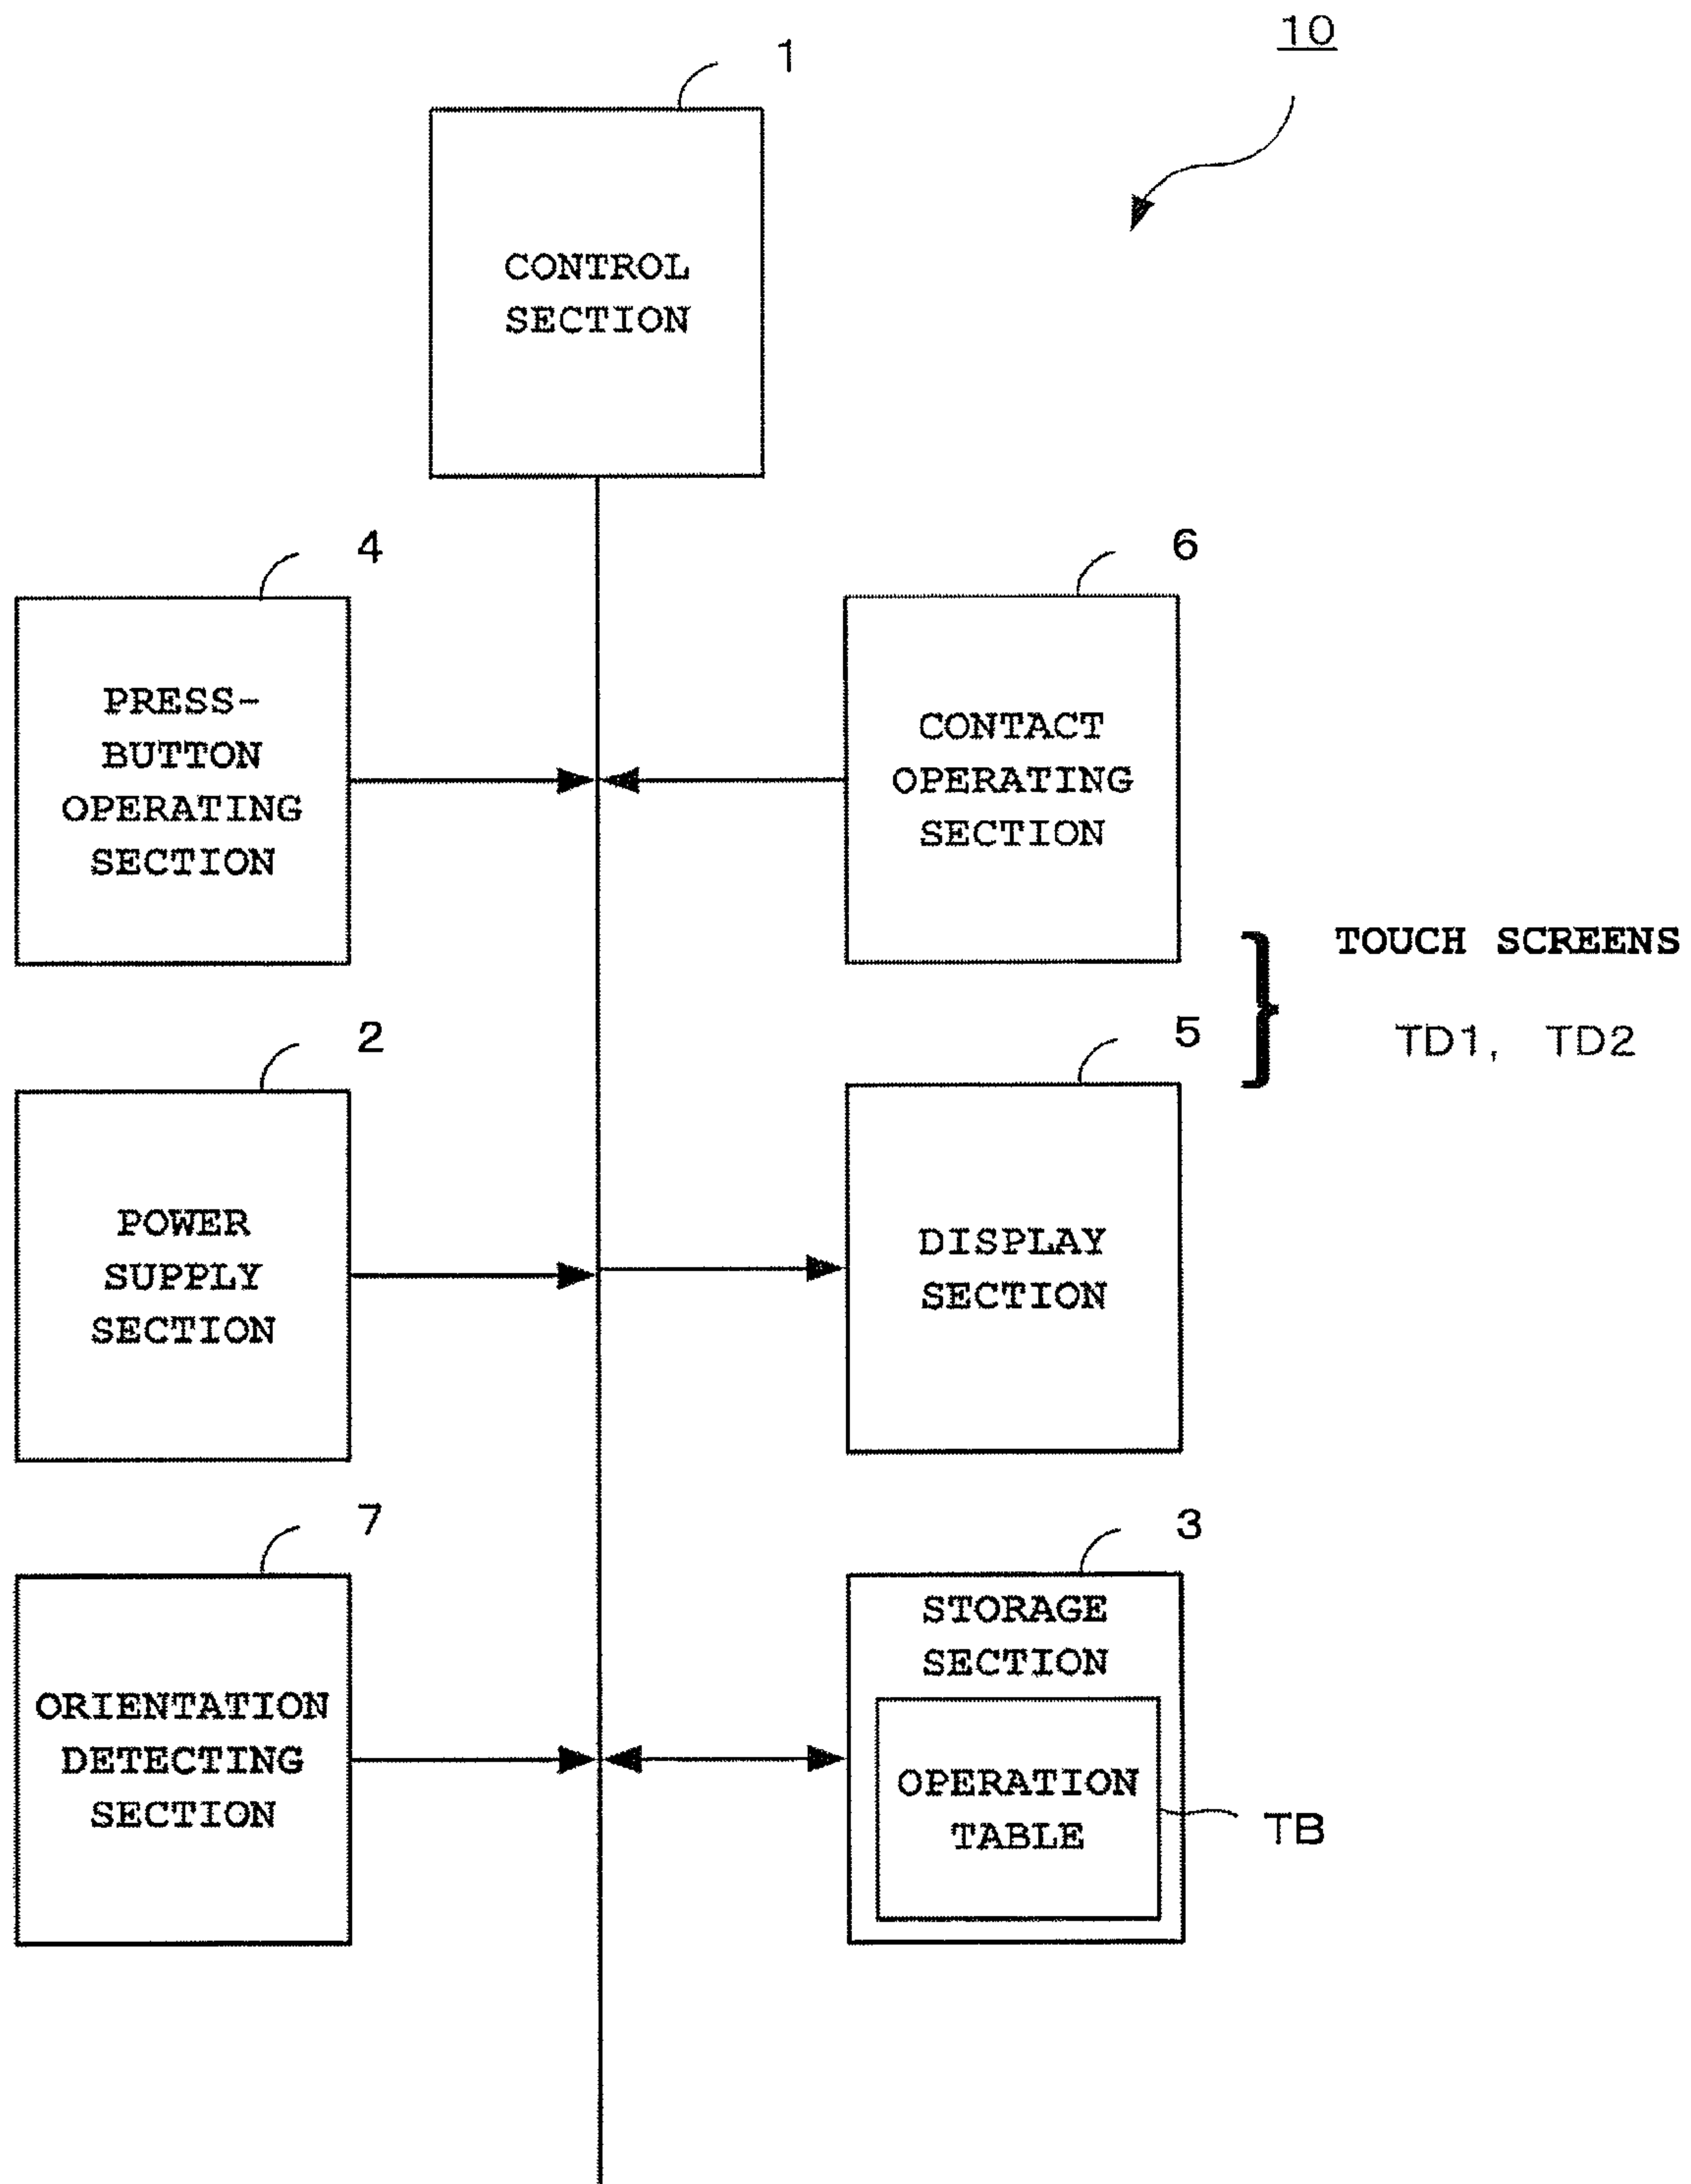 10
1
CONTROL
SECTION
4
PRESS-
BUTTON
OPERATING
SECTION
6
CONTACT
OPERATING
SECTION
TOUCH SCREENS
TD1, TD2
2
POWER
SUPPLY
SECTION
5
DISPLAY
SECTION
7
ORIENTATION
DETECTING
SECTION
3
STORAGE
SECTION
OPERATION
TABLE
TB